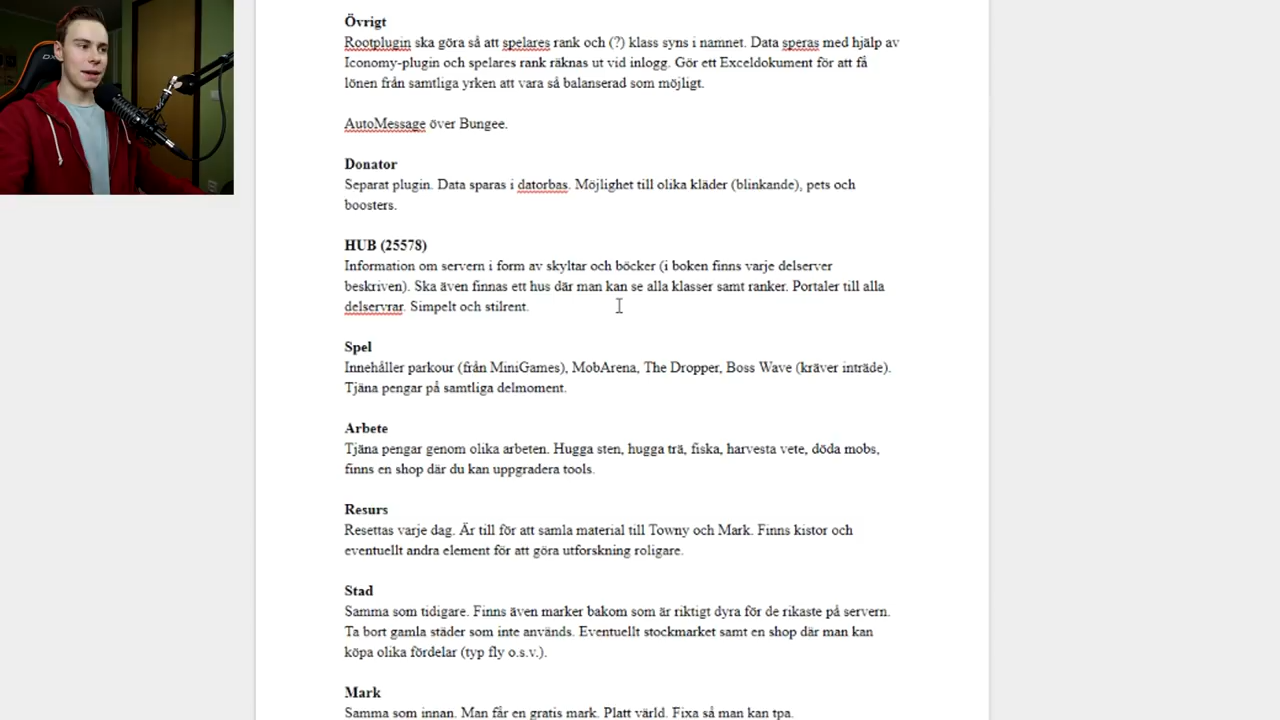 Övrigt
Rootplugin ska göra så att spelares rank och (?) klass syns i namnet. Data speras med hjälp av
Iconomy-plugin och spelares rank räknas ut vid inlogg. Gör ett Exceldokument för att få
lönen från samtliga yrken att vara så balanserad som möjligt.
AutoMessage över Bungee.
Donator
Separat plugin. Data sparas i datorbas. Möjlighet till olika kläder (blinkande), pets och
boosters.
HUB (25578)
Information om servern i form av skyltar och böcker (i boken finns varje delserver
beskriven). Ska även finnas ett hus där man kan se alla klasser samt ranker. Portaler till alla
delservrar. Simpelt och stilrent.
Spel
Innehåller parkour (från MiniGames), MobArena, The Dropper, Boss Wave (kräver inträde).
Tjäna pengar på samtliga delmoment.
Arbete
Tjäna pengar genom olika arbeten. Hugga sten, hugga trä, fiska, harvesta vete, döda mobs,
finns en shop där du kan uppgradera tools.
Resurs
Resettas varje dag. Är till för att samla material till Towny och Mark. Finns kistor och
eventuellt andra element för att göra utforskning roligare.
Stad
Samma som tidigare. Finns även marker bakom som är riktigt dyra för de rikaste på servern.
Ta bort gamla städer som inte används. Eventuellt stockmarket samt en shop där man kan
köpa olika fördelar (typ fly o.s.v.).
Mark
Samma som innan. Man får en gratis mark. Platt värld. Fixa så man kan tpa.